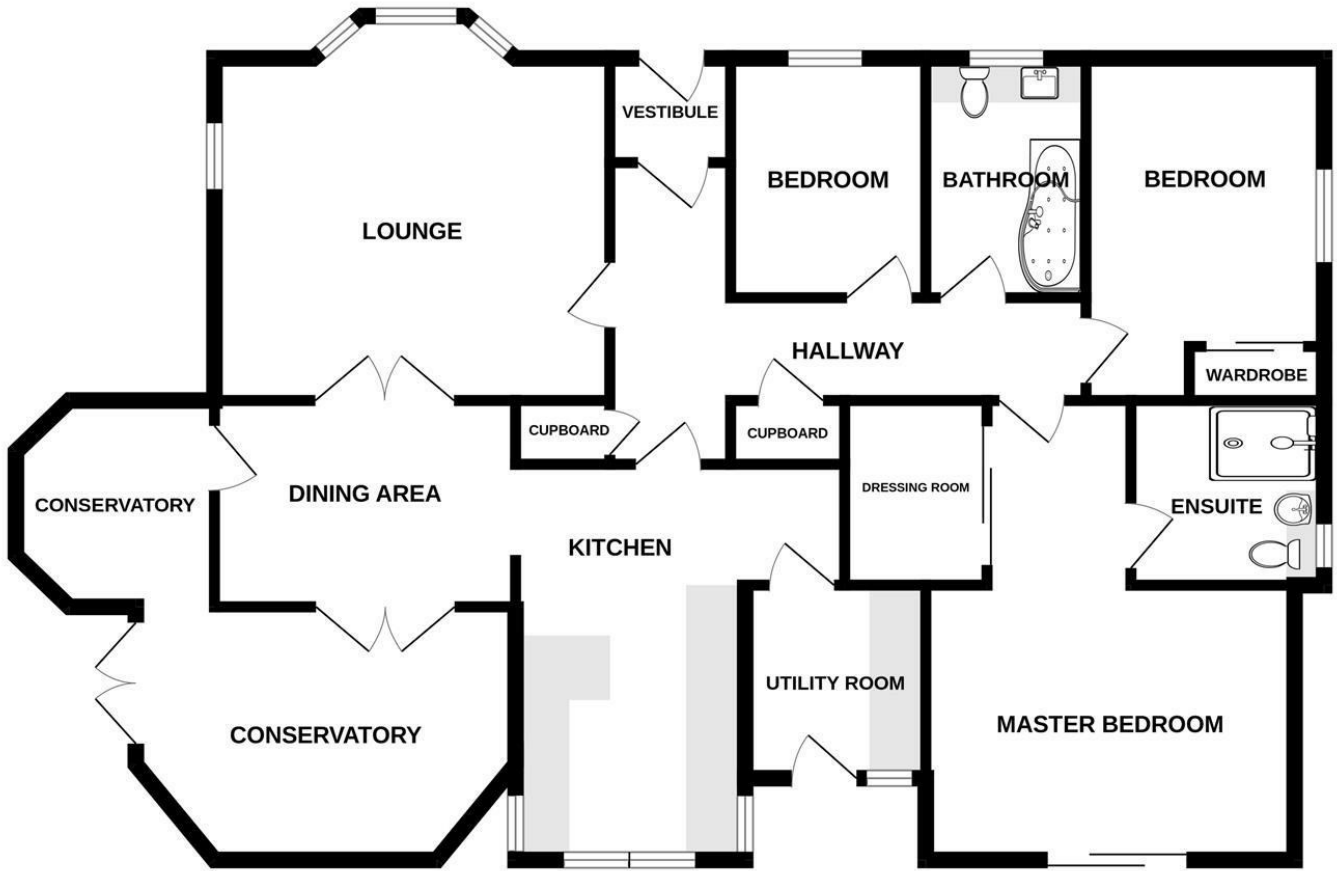 VESTIBULE
BEDROOM
BATHROOM
BEDROOM
LOUNGE
HALLWAY
WARDROBE
CUPBOARD
CUPBOARD
DRESSING ROOM
CONSERVATORY
DINING AREA
ENSUITE
KITCHEN
UTILITY ROOM
MASTER BEDROOM
CONSERVATORY